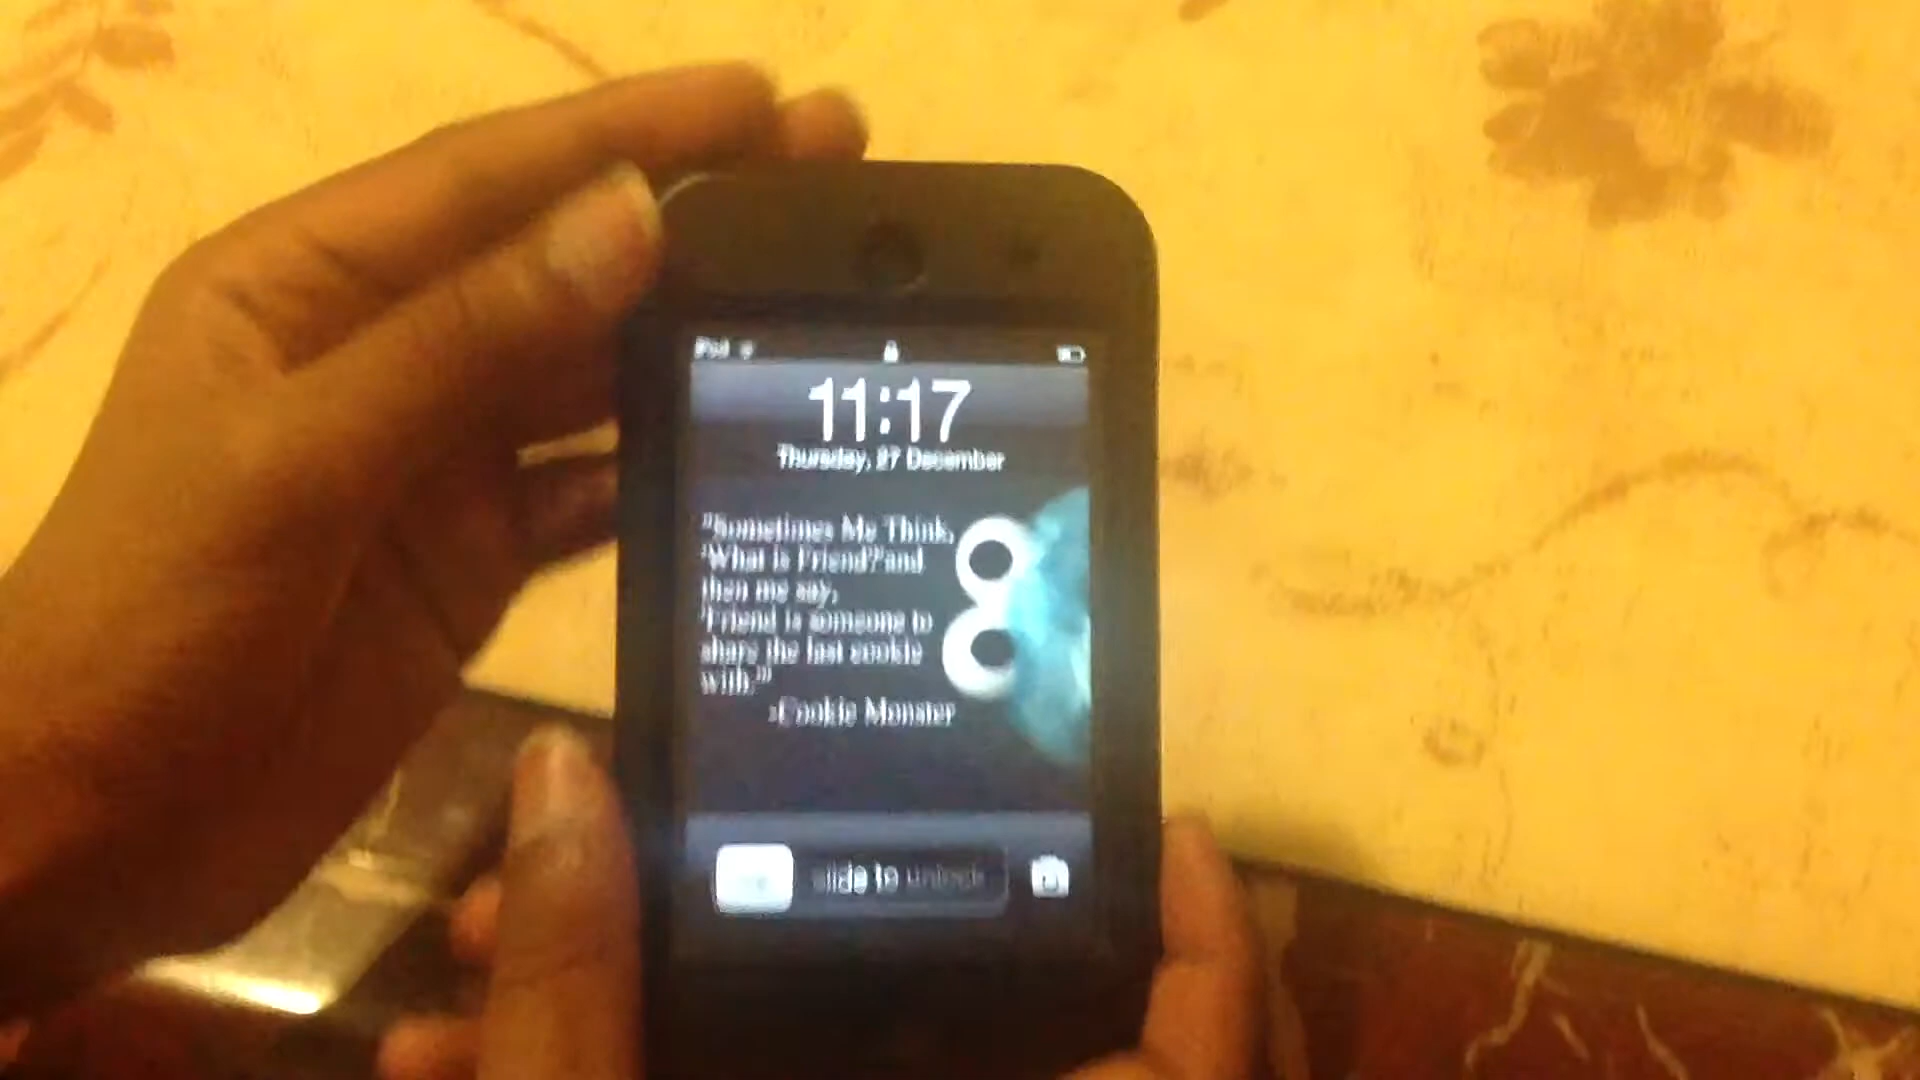 iPod
11:17
Thursday, 27 December
"Sometimes Me Think,
'What is Friend?' and
then me say,
'Friend is someone to
share the last cookie
with.'"
-Cookie Monster
slide to unlock